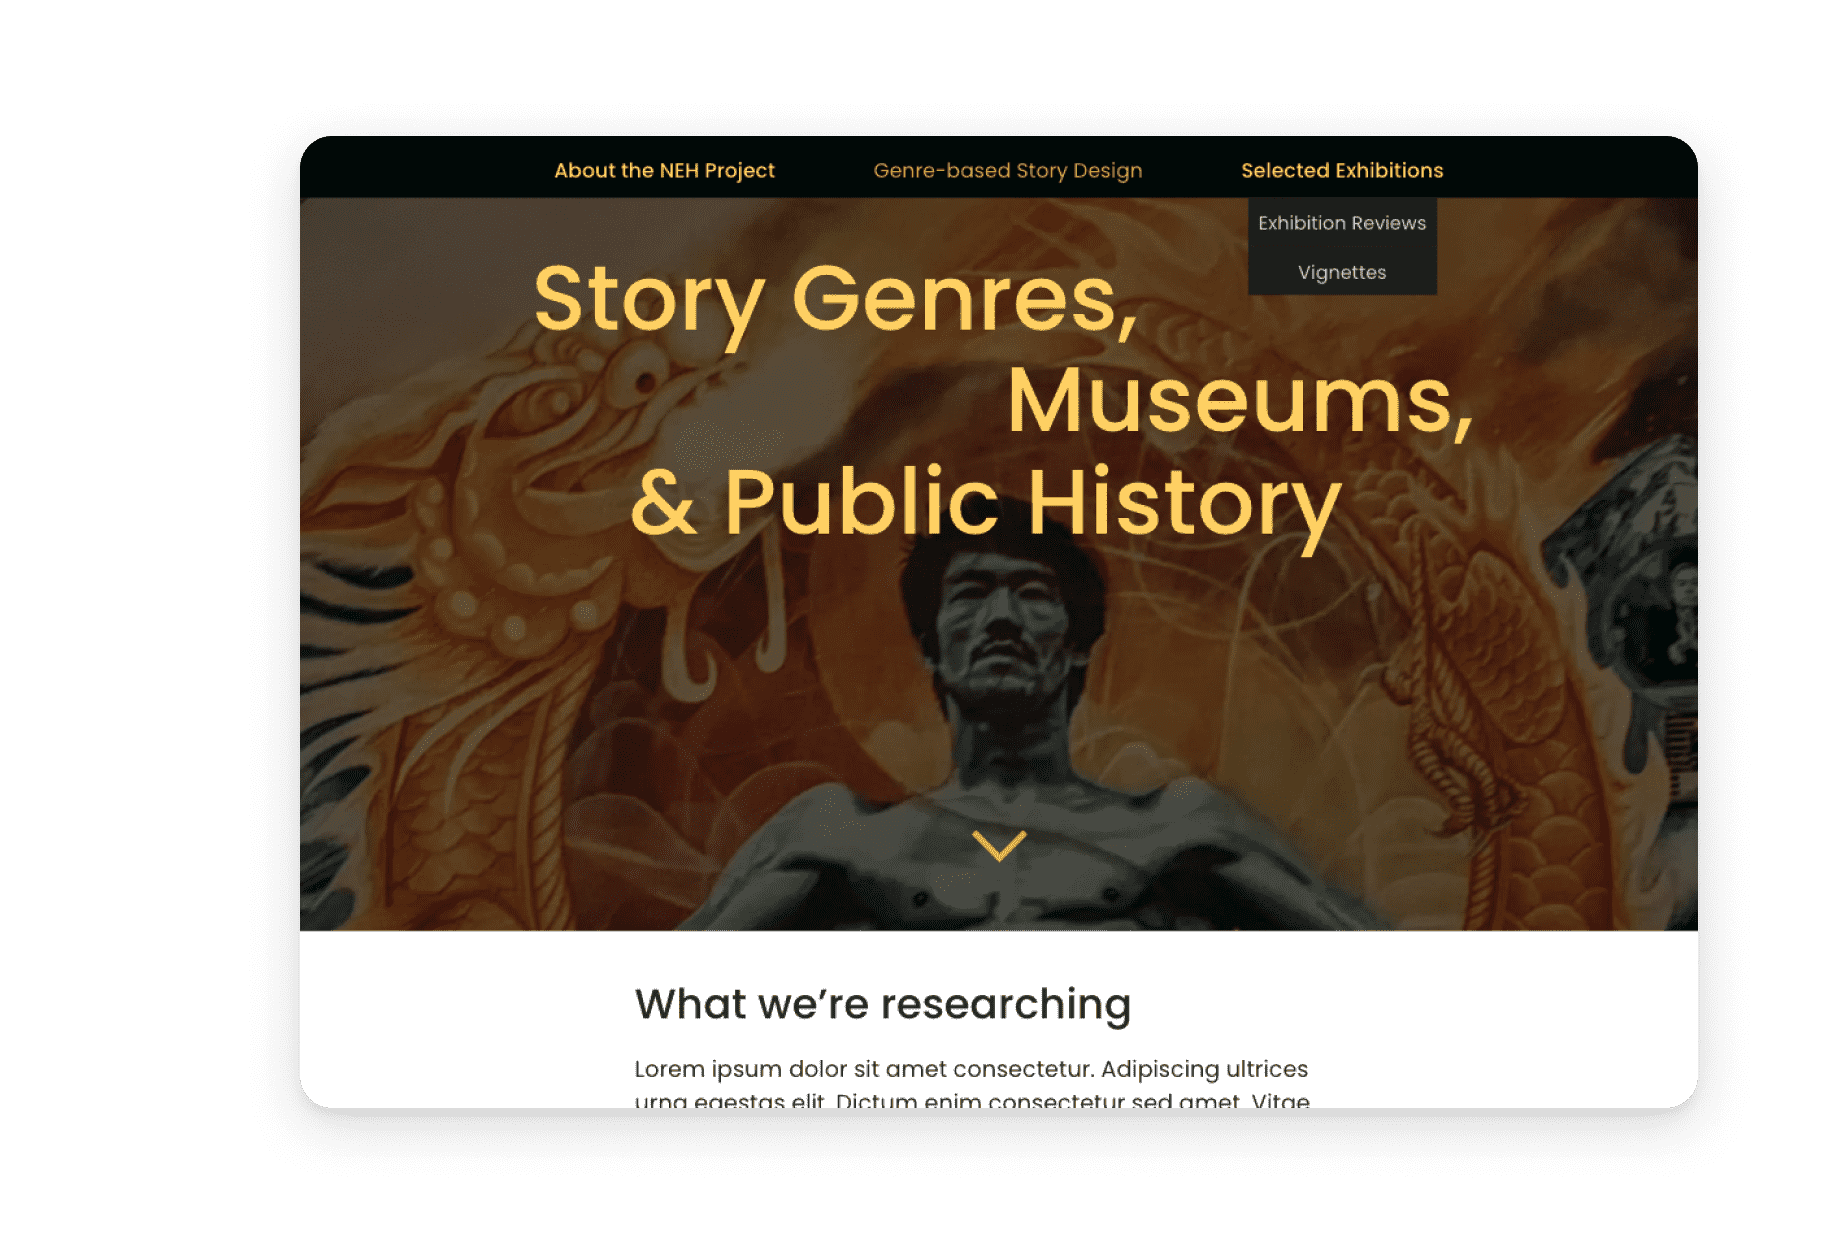 About the NEH Project
Genre-based Story Design
Selected Exhibitions
Exhibition Reviews
Vignettes
Story Genres,
Museums,
& Public History
What we’re researching
Lorem ipsum dolor sit amet consectetur. Adipiscing ultrices
urna egestas elit. Dictum enim consectetur sed amet. Vitae